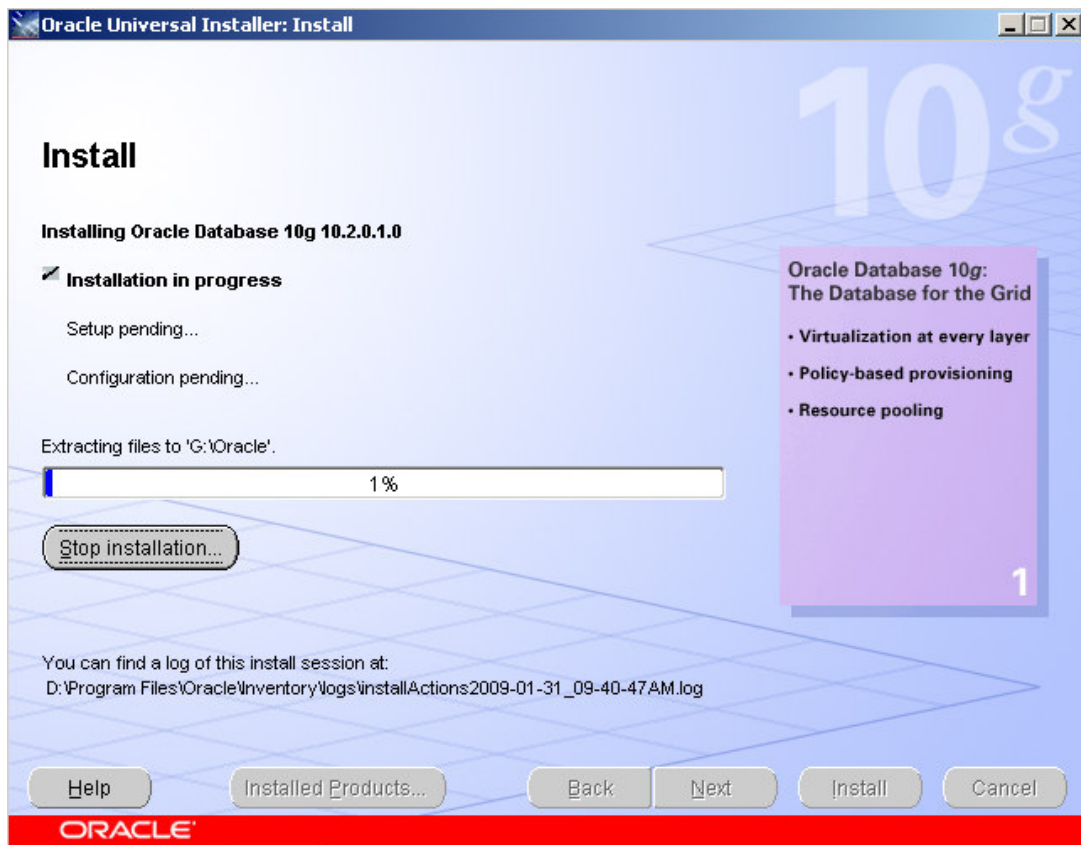 Oracle Universal Installer: Install
10g
Install
Installing Oracle Database 10g 10.2.0.1.0
Installation in progress
Setup pending...
Configuration pending...
Extracting files to 'G:\Oracle'.
1%
Stop installation...
Oracle Database 10g:
The Database for the Grid
• Virtualization at every layer
• Policy-based provisioning
• Resource pooling
1
You can find a log of this install session at:
D:\Program Files\Oracle\Inventory\logs\installActions2009-01-31_09-40-47AM.log
Help
Installed Products...
Back
Next
Install
Cancel
ORACLE